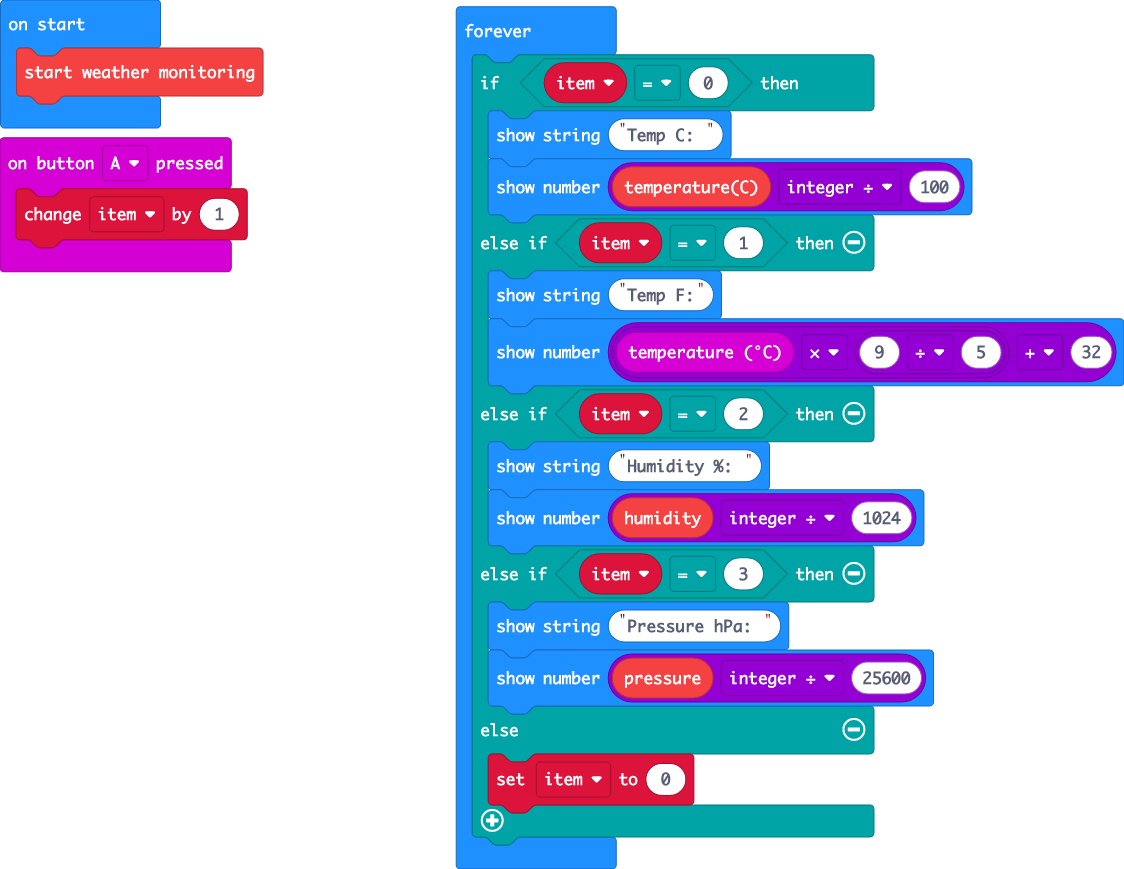 on start
start weather monitoring
on button A pressed
change item by 1
forever
if item = 0 then
show string "Temp C: "
show number temperature(C) integer ÷ 100
else if item = 1 then
show string "Temp F: "
show number temperature (°C) × 9 ÷ 5 + 32
else if item = 2 then
show string "Humidity %: "
show number humidity integer ÷ 1024
else if item = 3 then
show string "Pressure hPa: "
show number pressure integer ÷ 25600
else
set item to 0